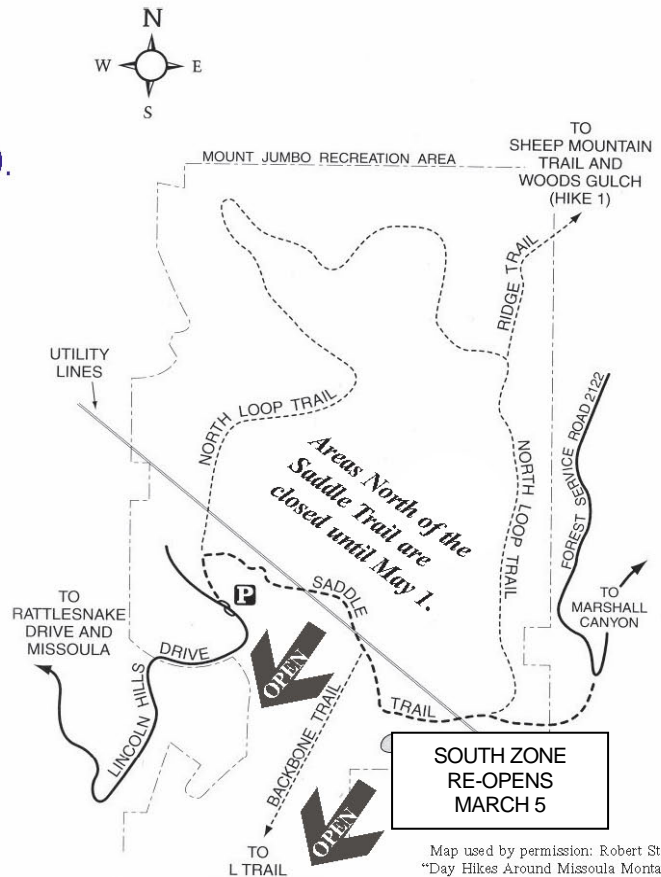 N
W E
S
).
MOUNT JUMBO RECREATION AREA
TO
SHEEP MOUNTAIN
TRAIL AND
WOODS GULCH
(HIKE 1)
RIDGE TRAIL
UTILITY
LINES
NORTH LOOP TRAIL
Areas North of the
Saddle Trail are
closed until May 1.
NORTH LOOP TRAIL
FOREST SERVICE ROAD 2122
TO
MARSHALL
CANYON
SADDLE
TRAIL
P
TO
RATTLESNAKE
DRIVE AND
MISSOULA
LINCOLN HILLS
DRIVE
OPEN
BACKBONE TRAIL
OPEN
TO
L TRAIL
SOUTH ZONE
RE-OPENS
MARCH 5
Map used by permission: Robert St
"Day Hikes Around Missoula Monta